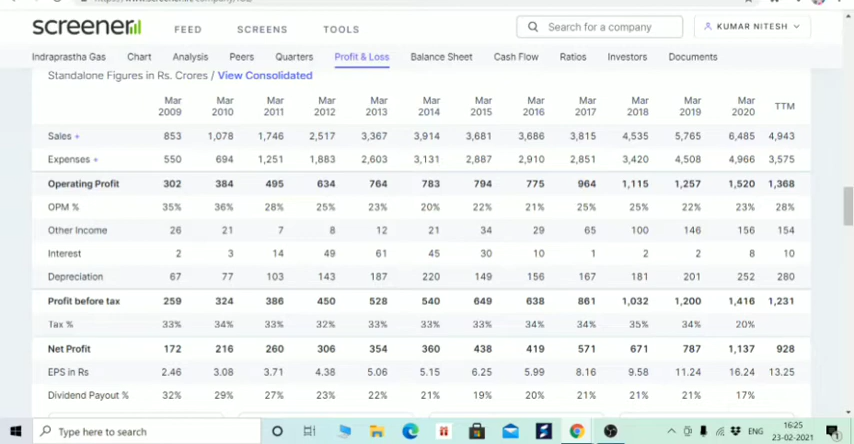 screener
FEED SCREENS TOOLS
Search for a company
KUMAR NITESH
Indraprastha Gas Chart Analysis Peers Quarters Profit & Loss Balance Sheet Cash Flow Ratios Investors Documents
Standalone Figures in Rs. Crores / View Consolidated
Mar 2009 Mar 2010 Mar 2011 Mar 2012 Mar 2013 Mar 2014 Mar 2015 Mar 2016 Mar 2017 Mar 2018 Mar 2019 Mar 2020 TTM
Sales + 853 1,078 1,746 2,517 3,367 3,914 3,681 3,686 3,815 4,535 5,765 6,485 4,943
Expenses + 550 694 1,251 1,883 2,603 3,131 2,887 2,910 2,851 3,420 4,508 4,966 3,575
Operating Profit 302 384 495 634 764 783 794 775 964 1,115 1,257 1,520 1,368
OPM % 35% 36% 28% 25% 23% 20% 22% 21% 25% 25% 22% 23% 28%
Other Income 26 21 7 8 12 21 34 29 65 100 146 156 154
Interest 2 3 14 49 61 45 30 10 1 2 2 8 10
Depreciation 67 77 103 143 187 220 149 156 167 181 201 252 280
Profit before tax 259 324 386 450 528 540 649 638 861 1,032 1,200 1,416 1,231
Tax % 33% 34% 33% 32% 33% 33% 33% 34% 34% 35% 34% 20%
Net Profit 172 216 260 306 354 360 438 419 571 671 787 1,137 928
EPS in Rs 2.46 3.08 3.71 4.38 5.06 5.15 6.25 5.99 8.16 9.58 11.24 16.24 13.25
Dividend Payout % 32% 29% 27% 23% 22% 21% 19% 20% 21% 21% 21% 17%
Type here to search
ENG
16:25
23-02-2021